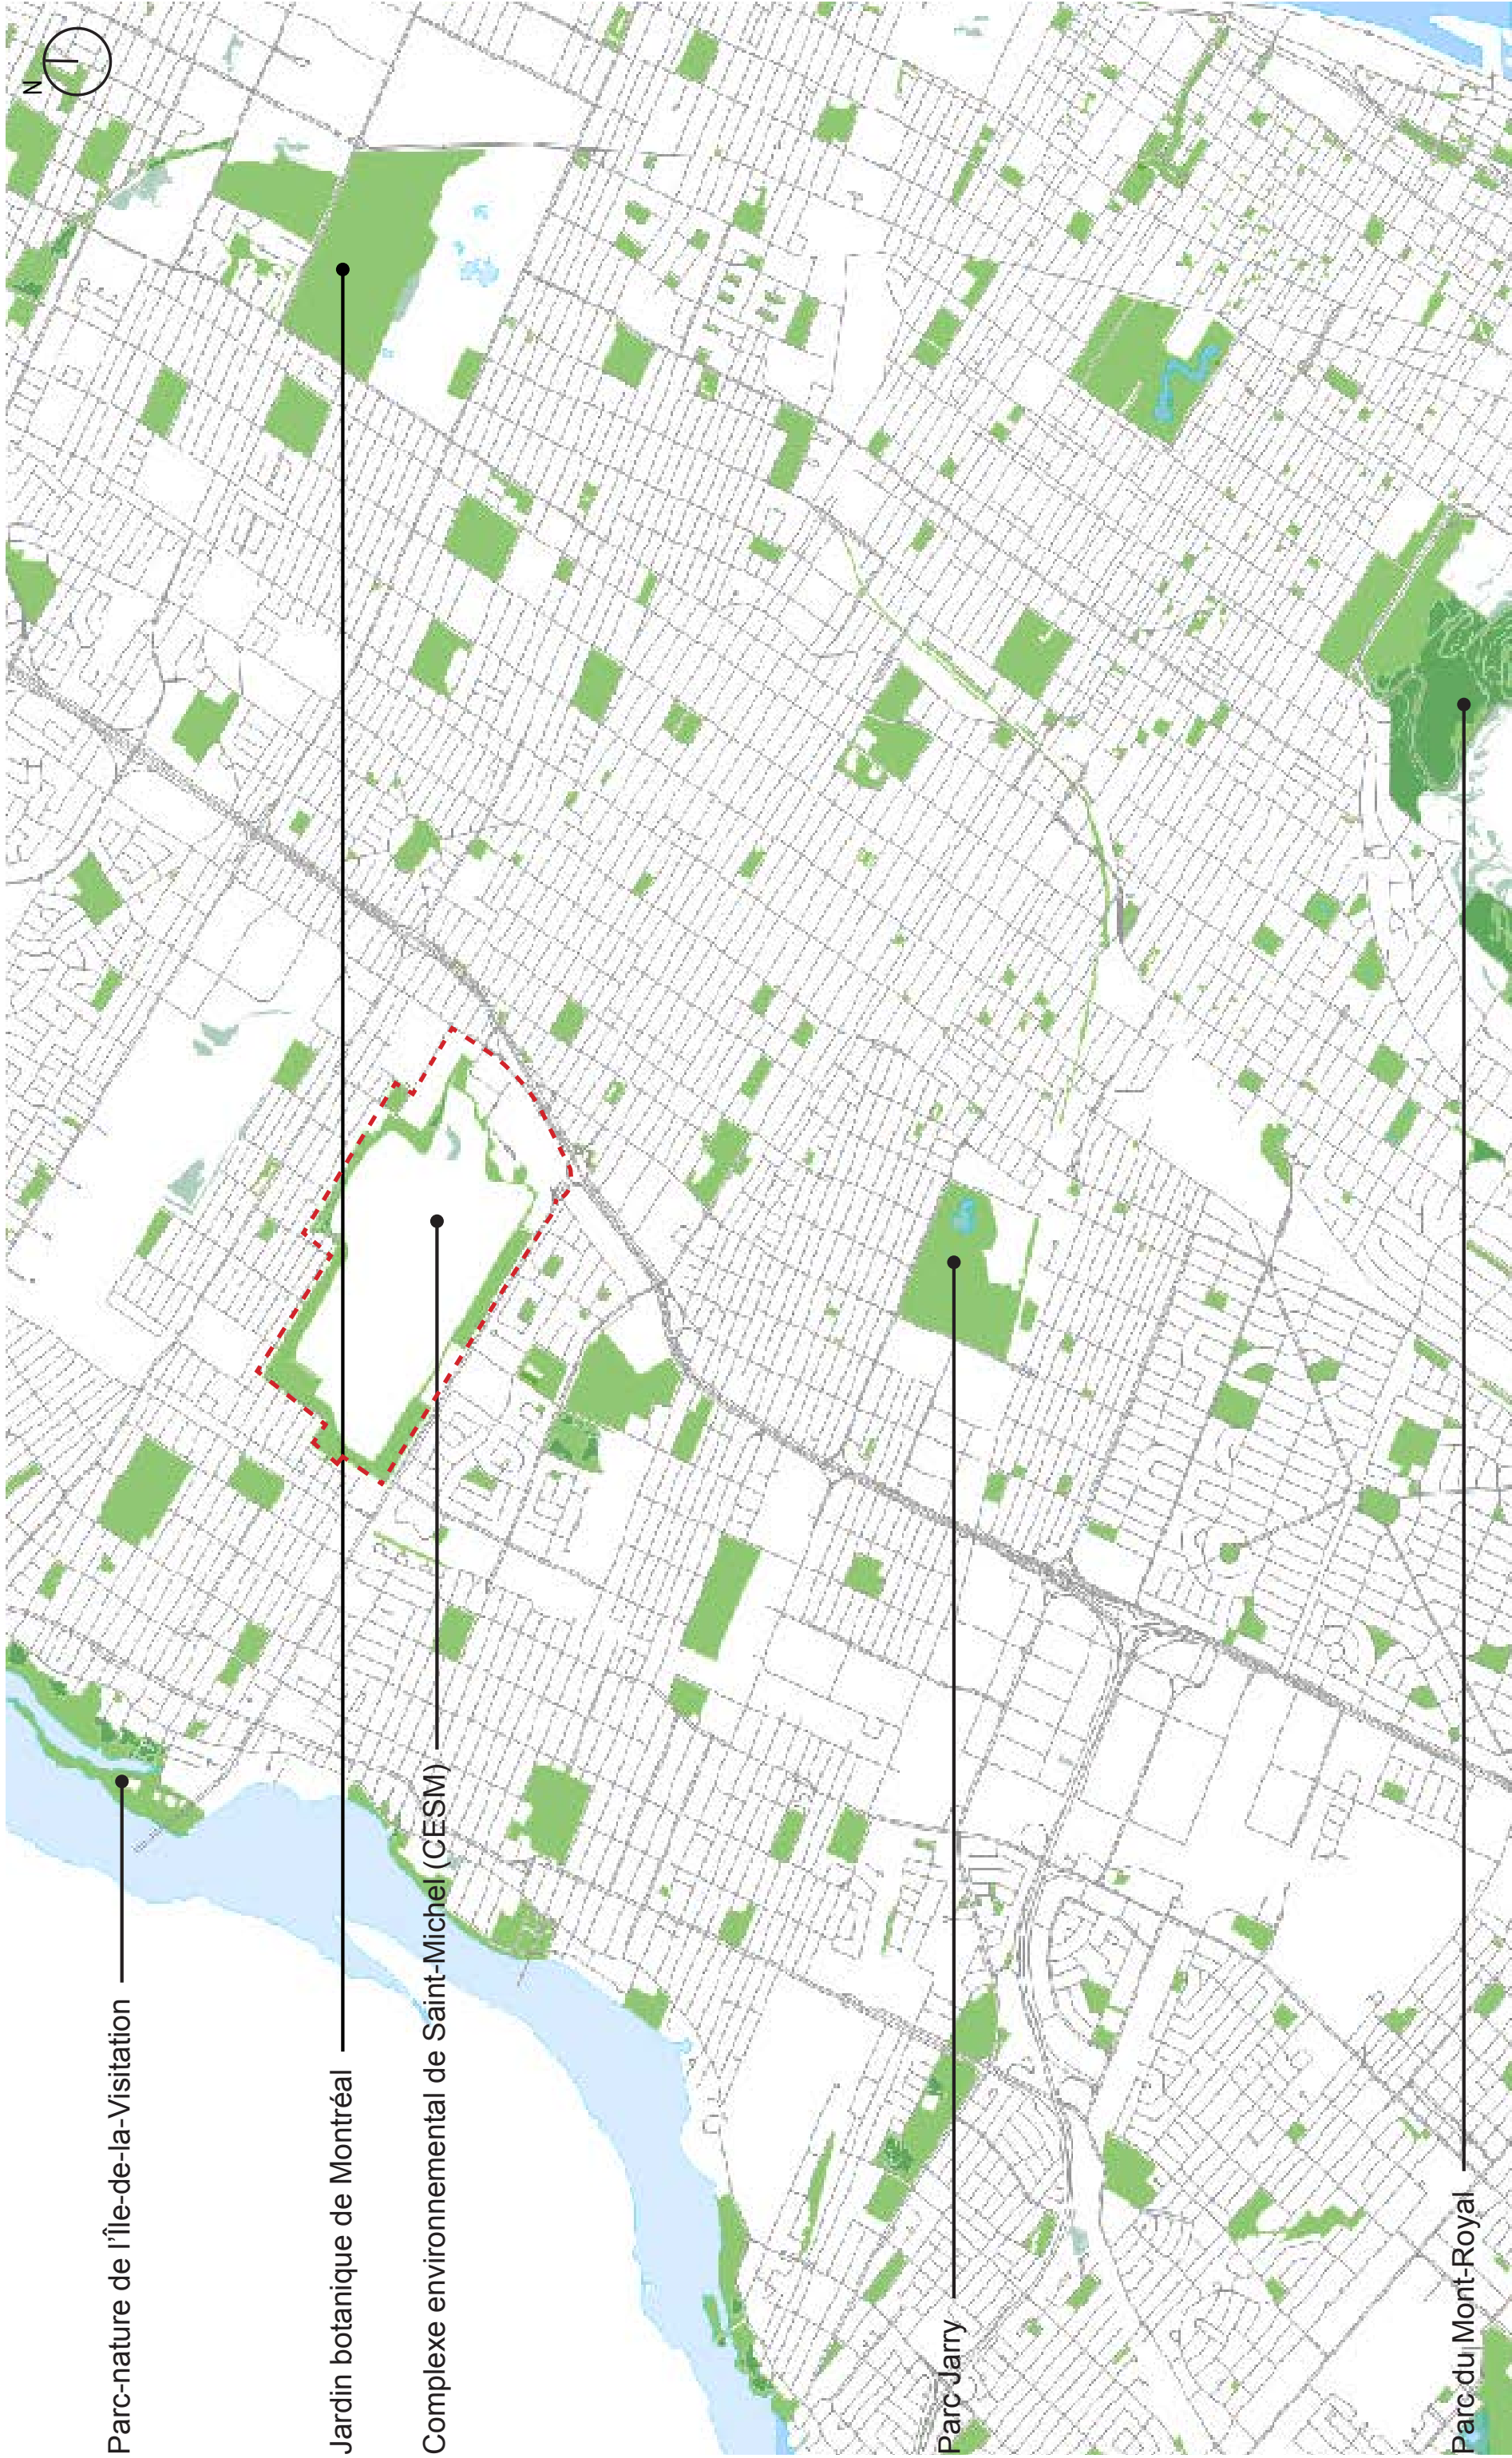 N
Parc-nature de l'Île-de-la-Visitation
Jardin botanique de Montréal
Complexe environnemental de Saint-Michel (CESM)
Parc Jarry
Parc du Mont-Royal